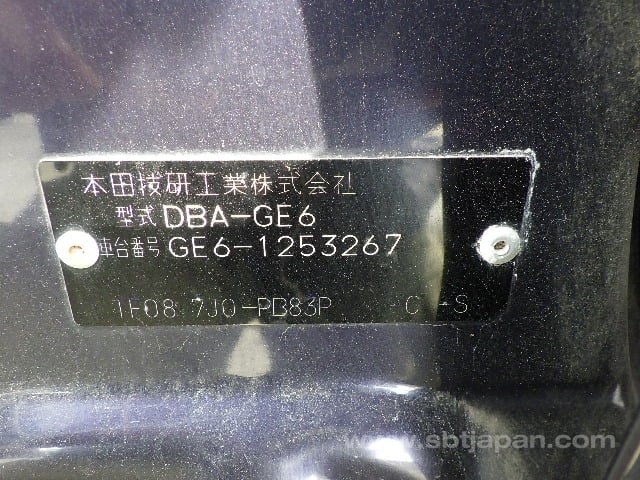 本田技研工業株式会社
型式 DBA-GE6
車台番号 GE6-1253267
1F08 7J0-PB83P C -S
www.sbtjapan.com